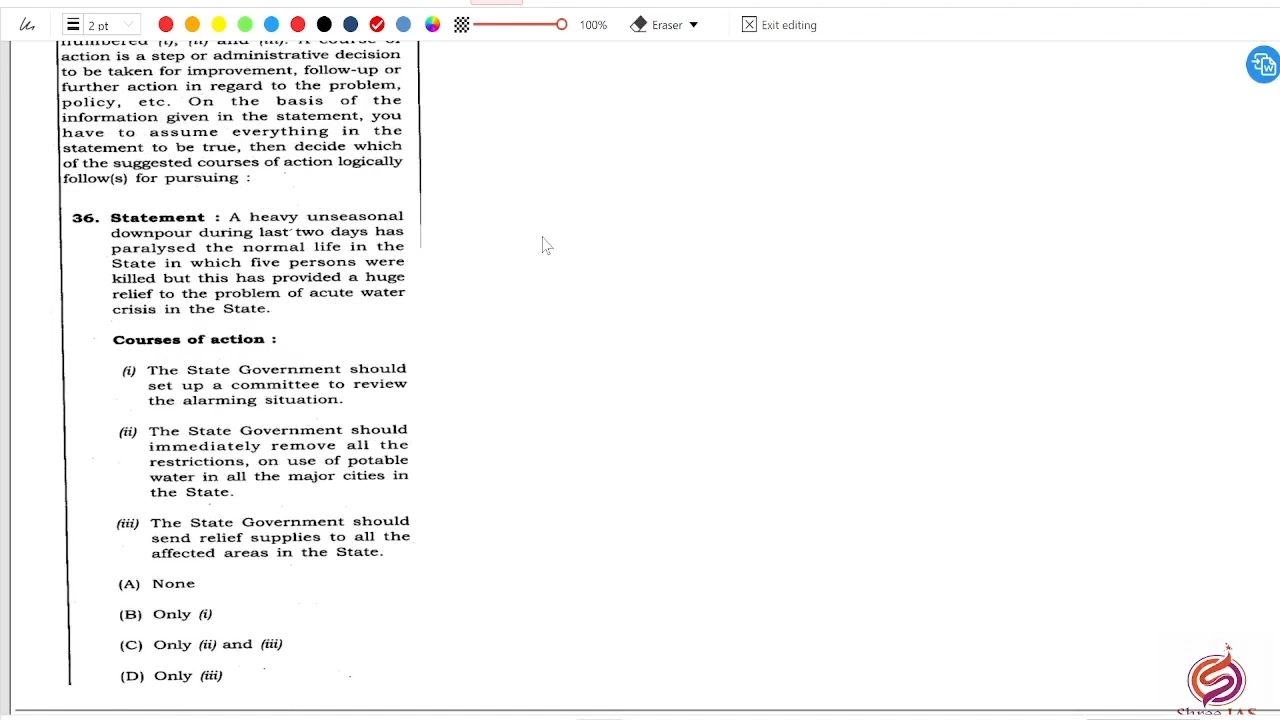 2 pt
100%
Eraser
Exit editing
numbered (i), (ii) and (iii). A course of
action is a step or administrative decision
to be taken for improvement, follow-up or
further action in regard to the problem,
policy, etc. On the basis of the
information given in the statement, you
have to assume everything in the
statement to be true, then decide which
of the suggested courses of action logically
follow(s) for pursuing :
36. Statement : A heavy unseasonal
downpour during last two days has
paralysed the normal life in the
State in which five persons were
killed but this has provided a huge
relief to the problem of acute water
crisis in the State.
Courses of action :
(i) The State Government should
set up a committee to review
the alarming situation.
(ii) The State Government should
immediately remove all the
restrictions, on use of potable
water in all the major cities in
the State.
(iii) The State Government should
send relief supplies to all the
affected areas in the State.
(A) None
(B) Only (i)
(C) Only (ii) and (iii)
(D) Only (iii)
Shree IAS